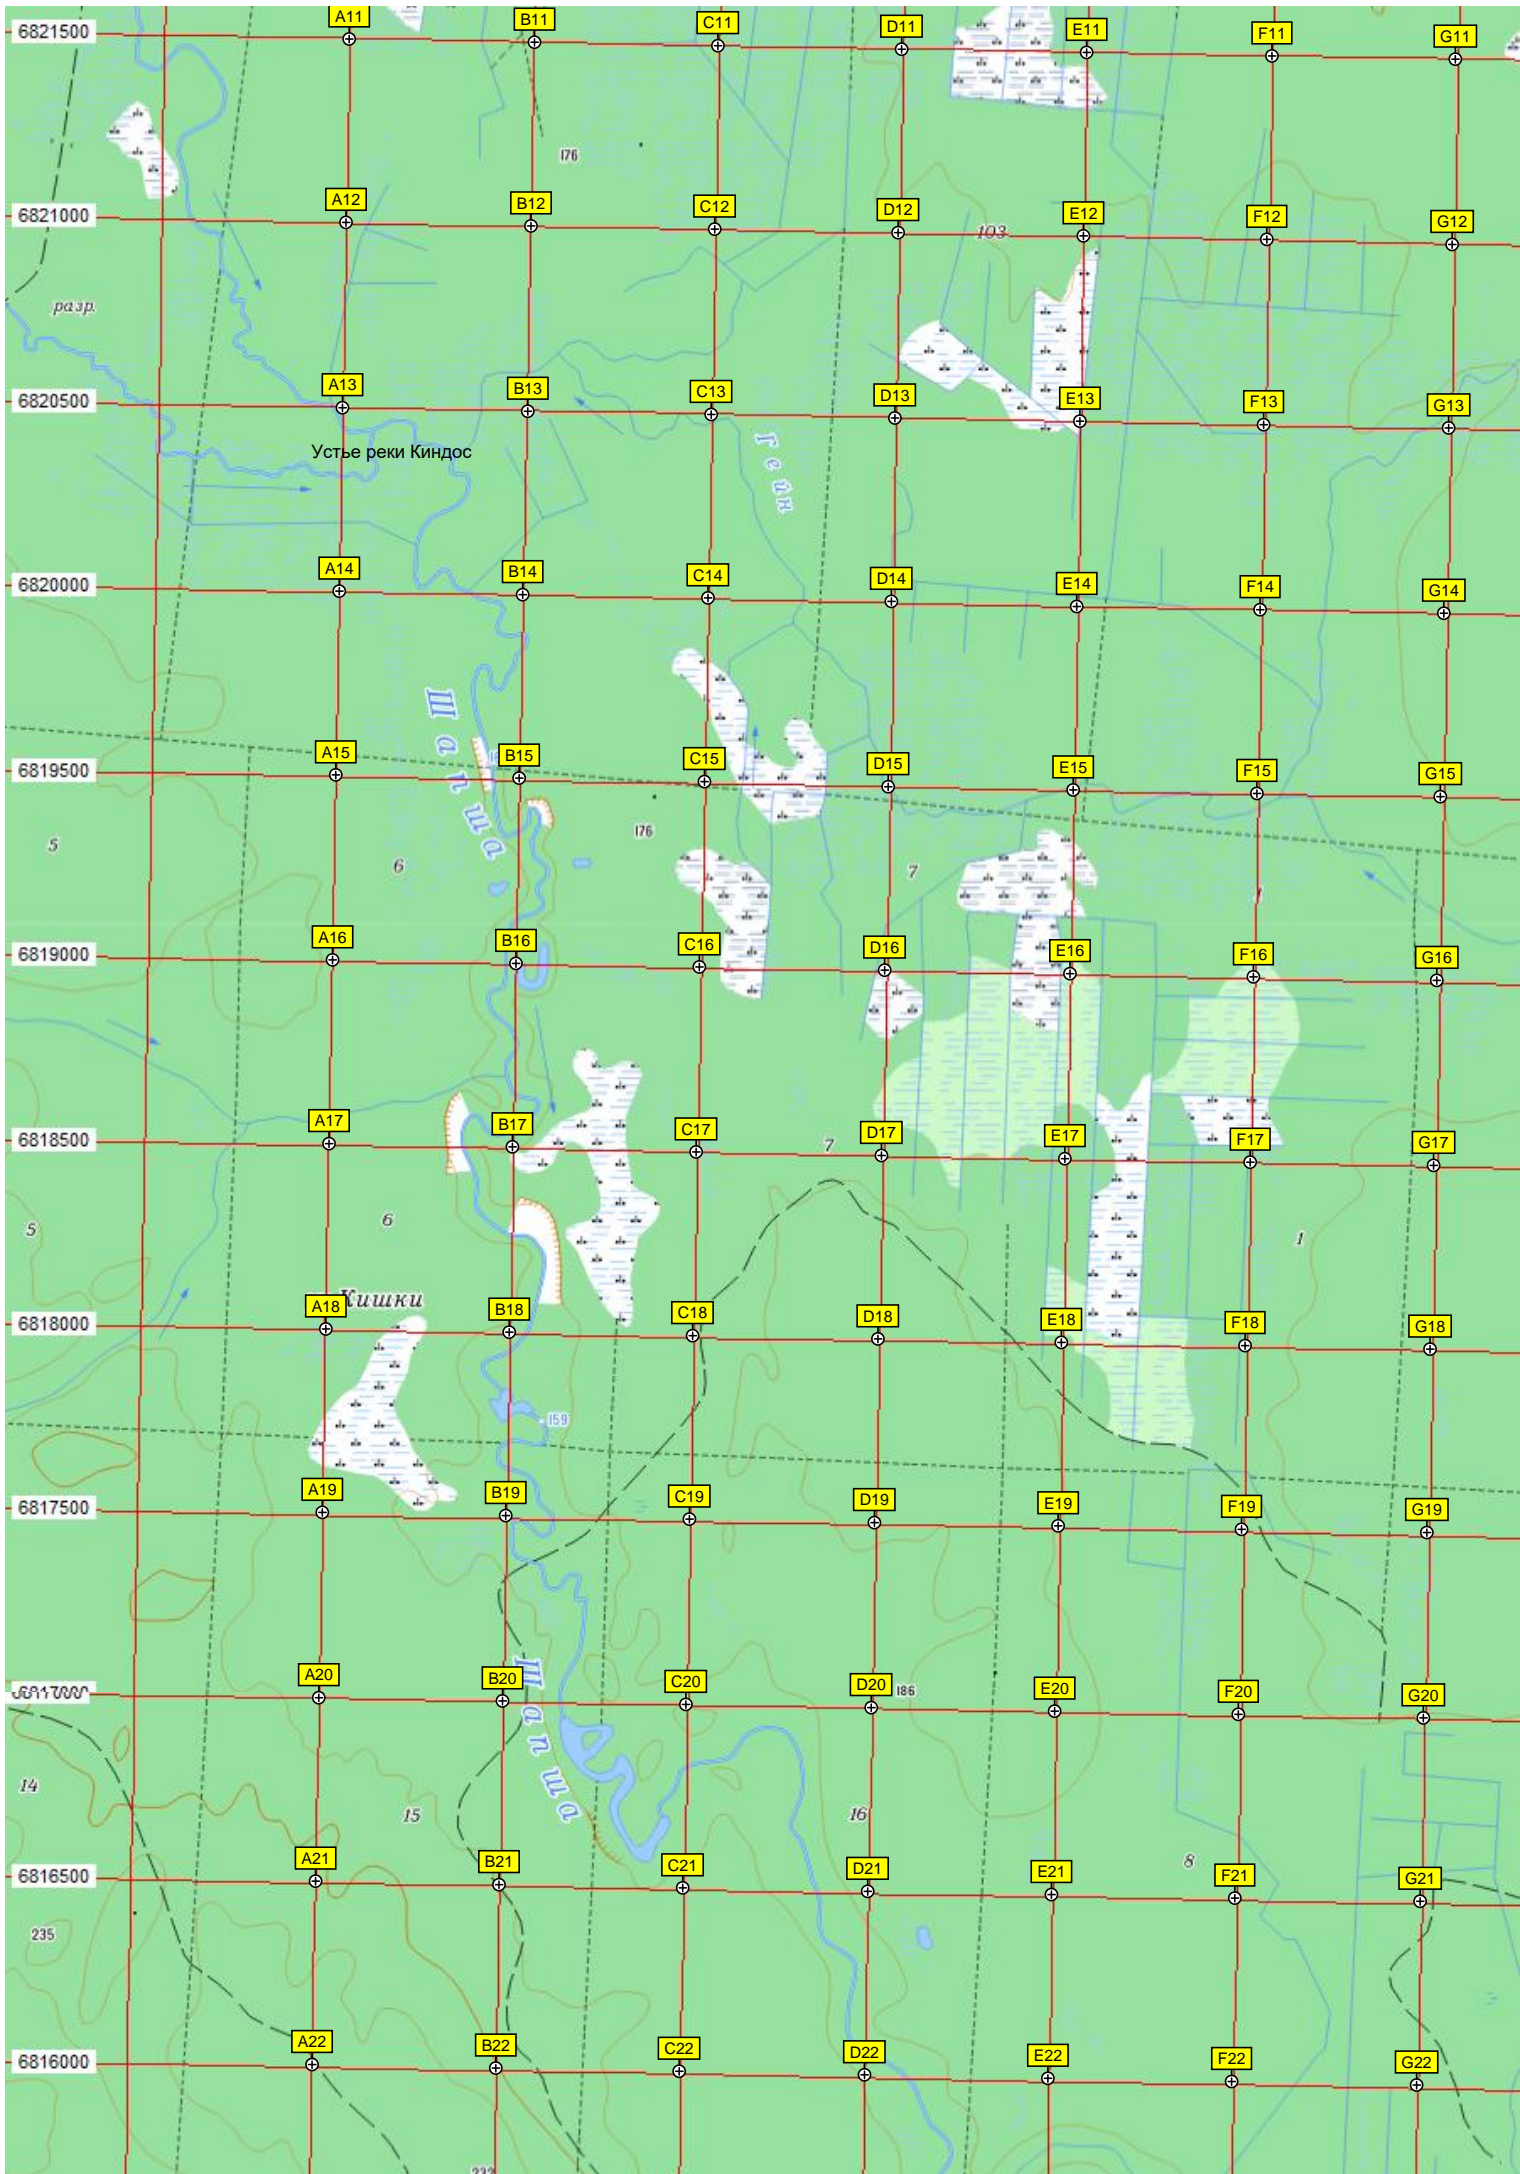 6821500 A11 B11 C11 D11 E11 F11 G11
176
6821000 A12 B12 C12 D12 E12 F12 G12
103
разр.
6820500 A13 B13 C13 D13 E13 F13 G13
Устье реки Киндос
Гейн
6820000 A14 B14 C14 D14 E14 F14 G14
Шапша
6819500 A15 B15 C15 D15 E15 F15 G15
176
5 6 7 1
6819000 A16 B16 C16 D16 E16 F16 G16
6818500 A17 B17 C17 D17 E17 F17 G17
7
5 6 1
Кишки
6818000 A18 B18 C18 D18 E18 F18 G18
159
6817500 A19 B19 C19 D19 E19 F19 G19
6817000 A20 B20 C20 D20 E20 F20 G20
186
Шапша
14 15 16
8
6816500 A21 B21 C21 D21 E21 F21 G21
235
6816000 A22 B22 C22 D22 E22 F22 G22